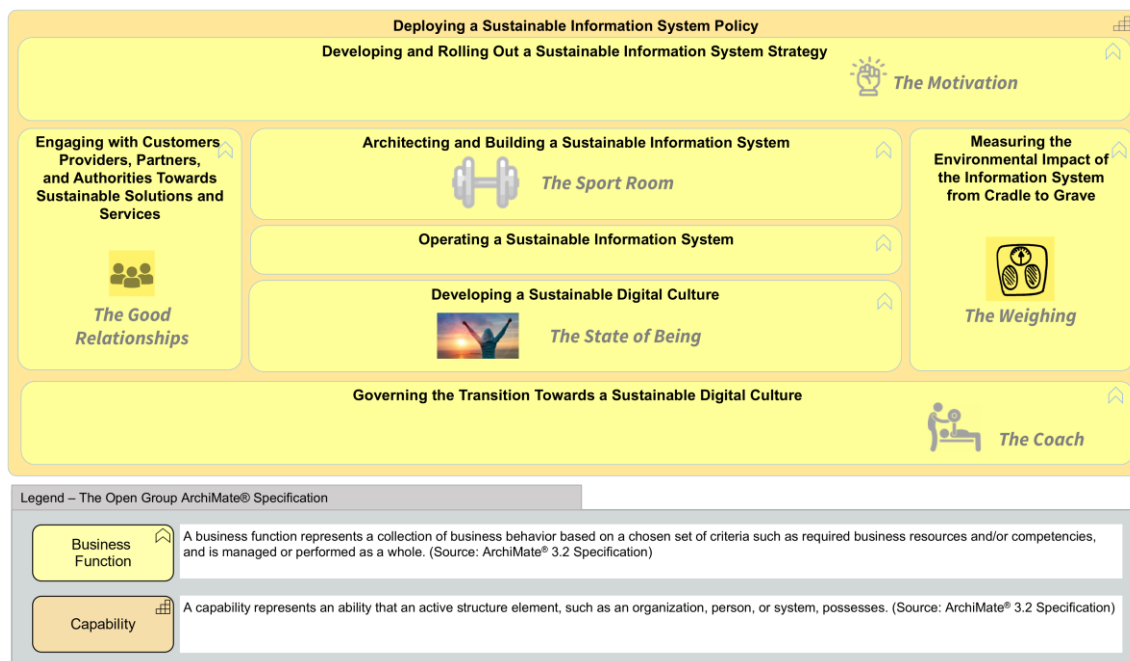 Deploying a Sustainable Information System Policy
Developing and Rolling Out a Sustainable Information System Strategy
The Motivation
Engaging with Customers
Providers, Partners,
and Authorities Towards
Sustainable Solutions and
Services
The Good
Relationships
Architecting and Building a Sustainable Information System
The Sport Room
Operating a Sustainable Information System
Developing a Sustainable Digital Culture
The State of Being
Measuring the
Environmental Impact of
the Information System
from Cradle to Grave
The Weighing
Governing the Transition Towards a Sustainable Digital Culture
The Coach
Legend – The Open Group ArchiMate® Specification
Business
Function
A business function represents a collection of business behavior based on a chosen set of criteria such as required business resources and/or competencies,
and is managed or performed as a whole. (Source: ArchiMate® 3.2 Specification)
Capability
A capability represents an ability that an active structure element, such as an organization, person, or system, possesses. (Source: ArchiMate® 3.2 Specification)